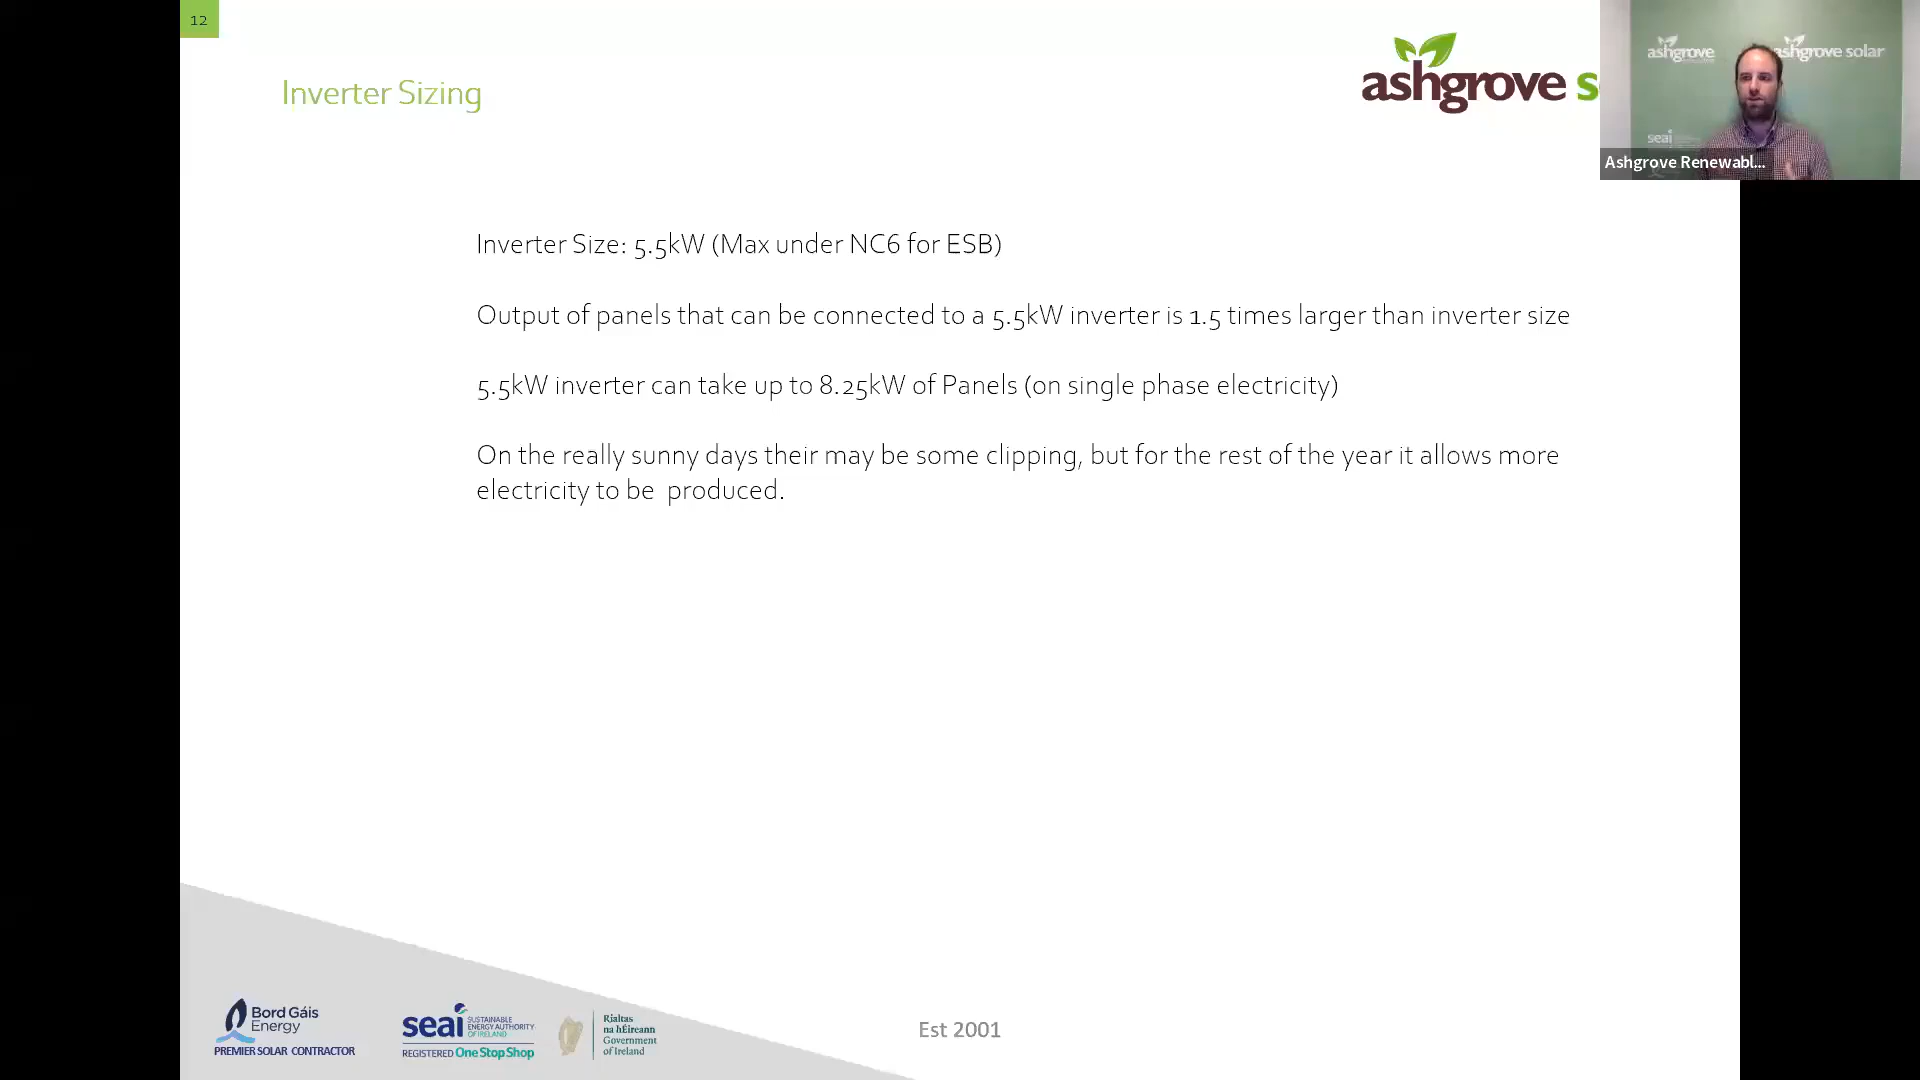 12
Inverter Sizing
ashgrove s
ashgrove
ashgrove solar
seai
Ashgrove Renewabl...
Inverter Size: 5.5kW (Max under NC6 for ESB)
Output of panels that can be connected to a 5.5kW inverter is 1.5 times larger than inverter size
5.5kW inverter can take up to 8.25kW of Panels (on single phase electricity)
On the really sunny days their may be some clipping, but for the rest of the year it allows more
electricity to be produced.
Bord Gáis
Energy
PREMIER SOLAR CONTRACTOR
seai SUSTAINABLE
ENERGY AUTHORITY
OF IRELAND
REGISTERED One Stop Shop
Rialtas
na hÉireann
Government
of Ireland
Est 2001